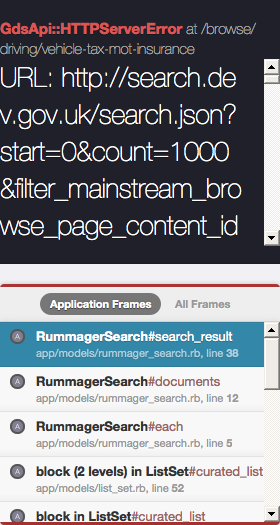 GdsApi::HTTPServerError at /browse/
driving/vehicle-tax-mot-insurance
URL: http://search.de
v.gov.uk/search.json?
start=0&count=1000
&filter_mainstream_bro
wse_page_content_id
Application Frames All Frames
A RummagerSearch#search_result
app/models/rummager_search.rb, line 38
A RummagerSearch#documents
app/models/rummager_search.rb, line 12
A RummagerSearch#each
app/models/rummager_search.rb, line 5
A block (2 levels) in ListSet#curated_list
app/models/list_set.rb, line 52
A block in ListSet#curated_list